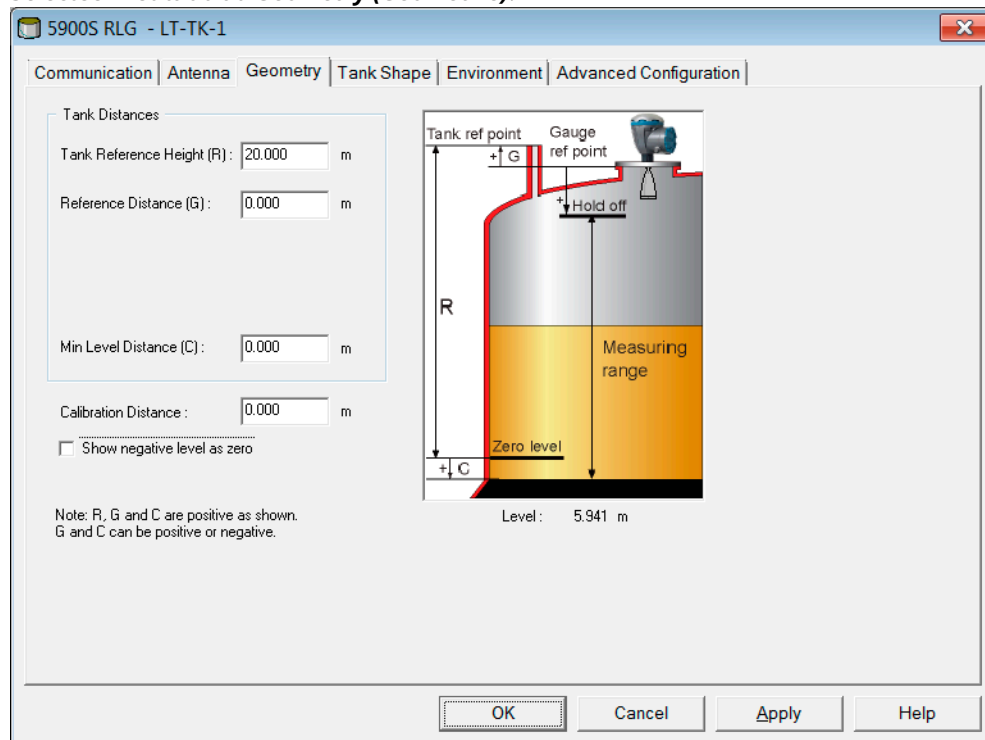 5900S RLG - LT-TK-1
Communication Antenna Geometry Tank Shape Environment Advanced Configuration
Tank Distances
Tank Reference Height (R) : 20.000 m
Reference Distance (G) : 0.000 m
Min Level Distance (C) : 0.000 m
Calibration Distance : 0.000 m
Show negative level as zero
Note: R, G and C are positive as shown.
G and C can be positive or negative.
Tank ref point
Gauge
ref point
+ G
+ Hold off
R
Measuring
range
Zero level
+ C
Level : 5.941 m
OK Cancel Apply Help